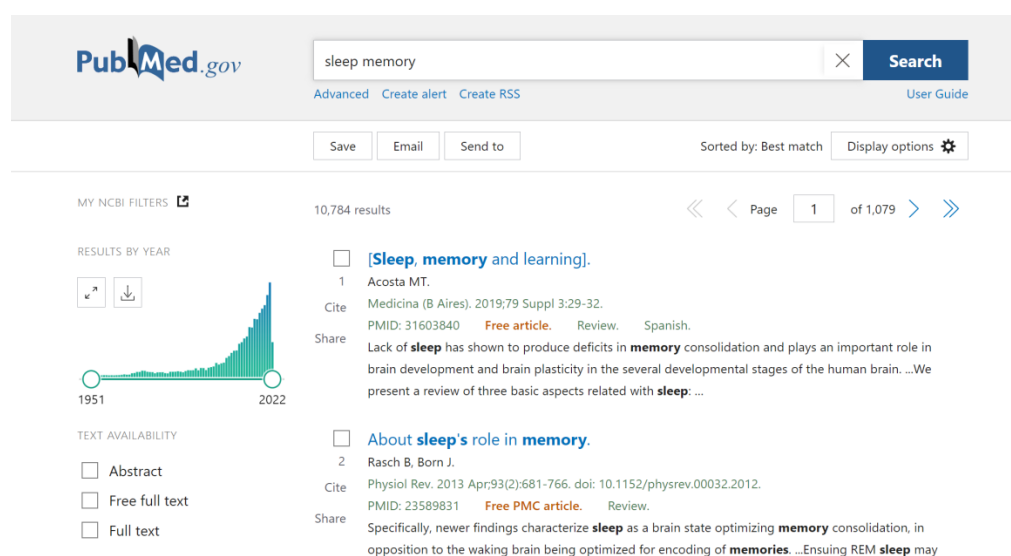 PubMed.gov
sleep memory
Search
Advanced Create alert Create RSS
User Guide
Save Email Send to
Sorted by: Best match
Display options
MY NCBI FILTERS
10,784 results
Page 1 of 1,079
RESULTS BY YEAR
1951 2022
TEXT AVAILABILITY
Abstract
Free full text
Full text
[Sleep, memory and learning].
1
Acosta MT.
Cite
Medicina (B Aires). 2019;79 Suppl 3:29-32.
PMID: 31603840 Free article. Review. Spanish.
Share
Lack of sleep has shown to produce deficits in memory consolidation and plays an important role in
brain development and brain plasticity in the several developmental stages of the human brain. ...We
present a review of three basic aspects related with sleep: ...
About sleep's role in memory.
2
Rasch B, Born J.
Cite
Physiol Rev. 2013 Apr;93(2):681-766. doi: 10.1152/physrev.00032.2012.
PMID: 23589831 Free PMC article. Review.
Share
Specifically, newer findings characterize sleep as a brain state optimizing memory consolidation, in
opposition to the waking brain being optimized for encoding of memories. ...Ensuing REM sleep may